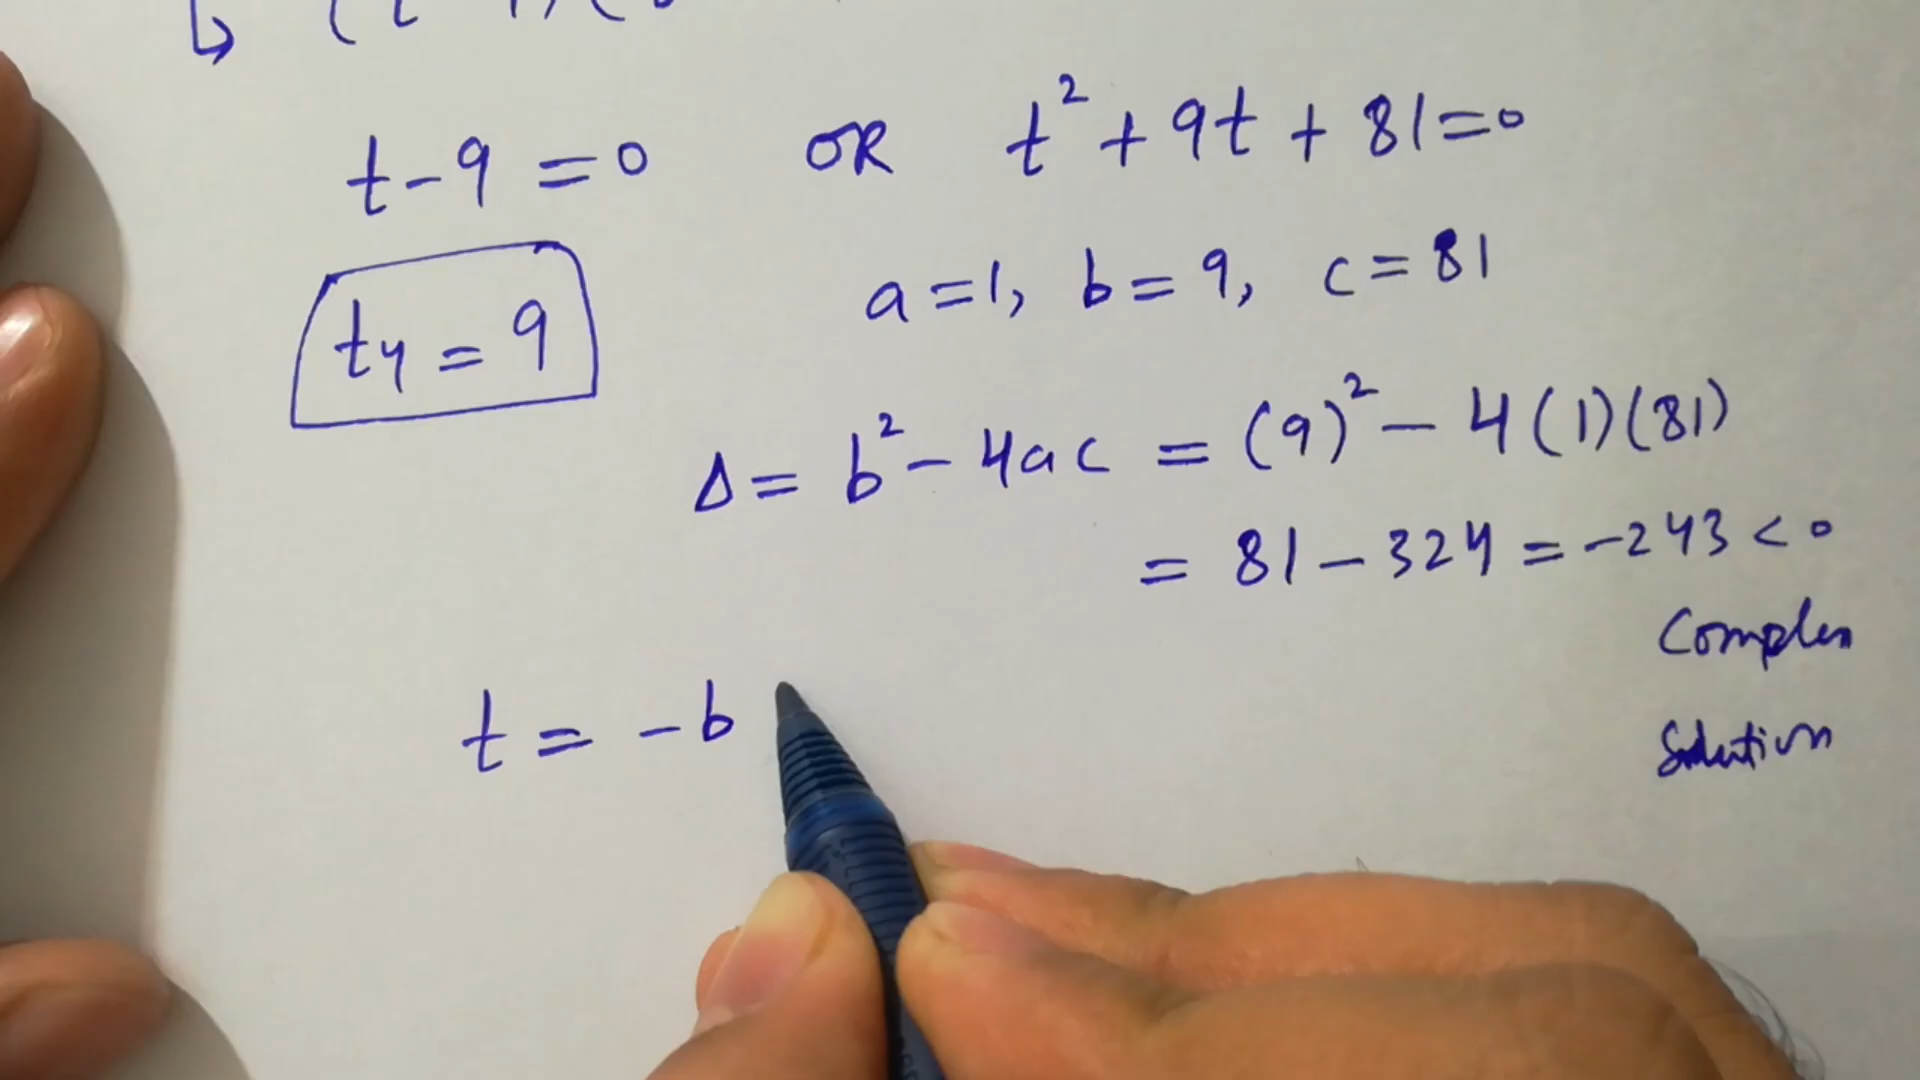 t - 9 = 0 OR t² + 9t + 81 = 0
t4 = 9
a = 1, b = 9, c = 81
Δ = b² - 4ac = (9)² - 4(1)(81)
= 81 - 324 = -243 < 0
Complex
Solution
t = -b